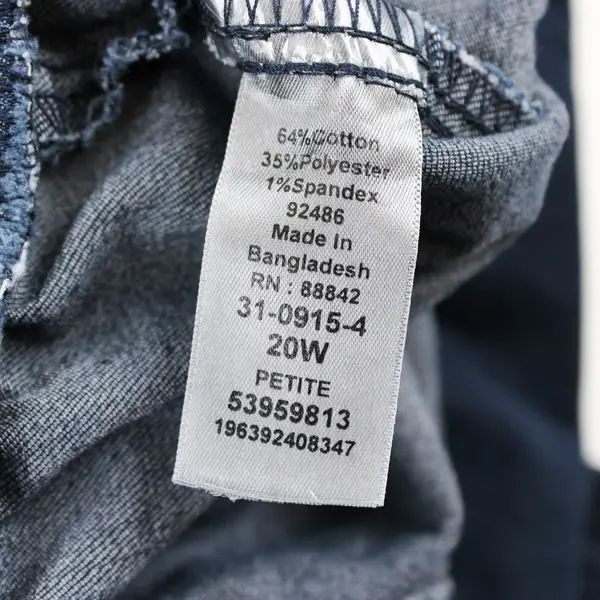 64%Cotton
35%Polyester
1%Spandex
92486
Made In
Bangladesh
RN : 88842
31-0915-4
20W
PETITE
53959813
196392408347